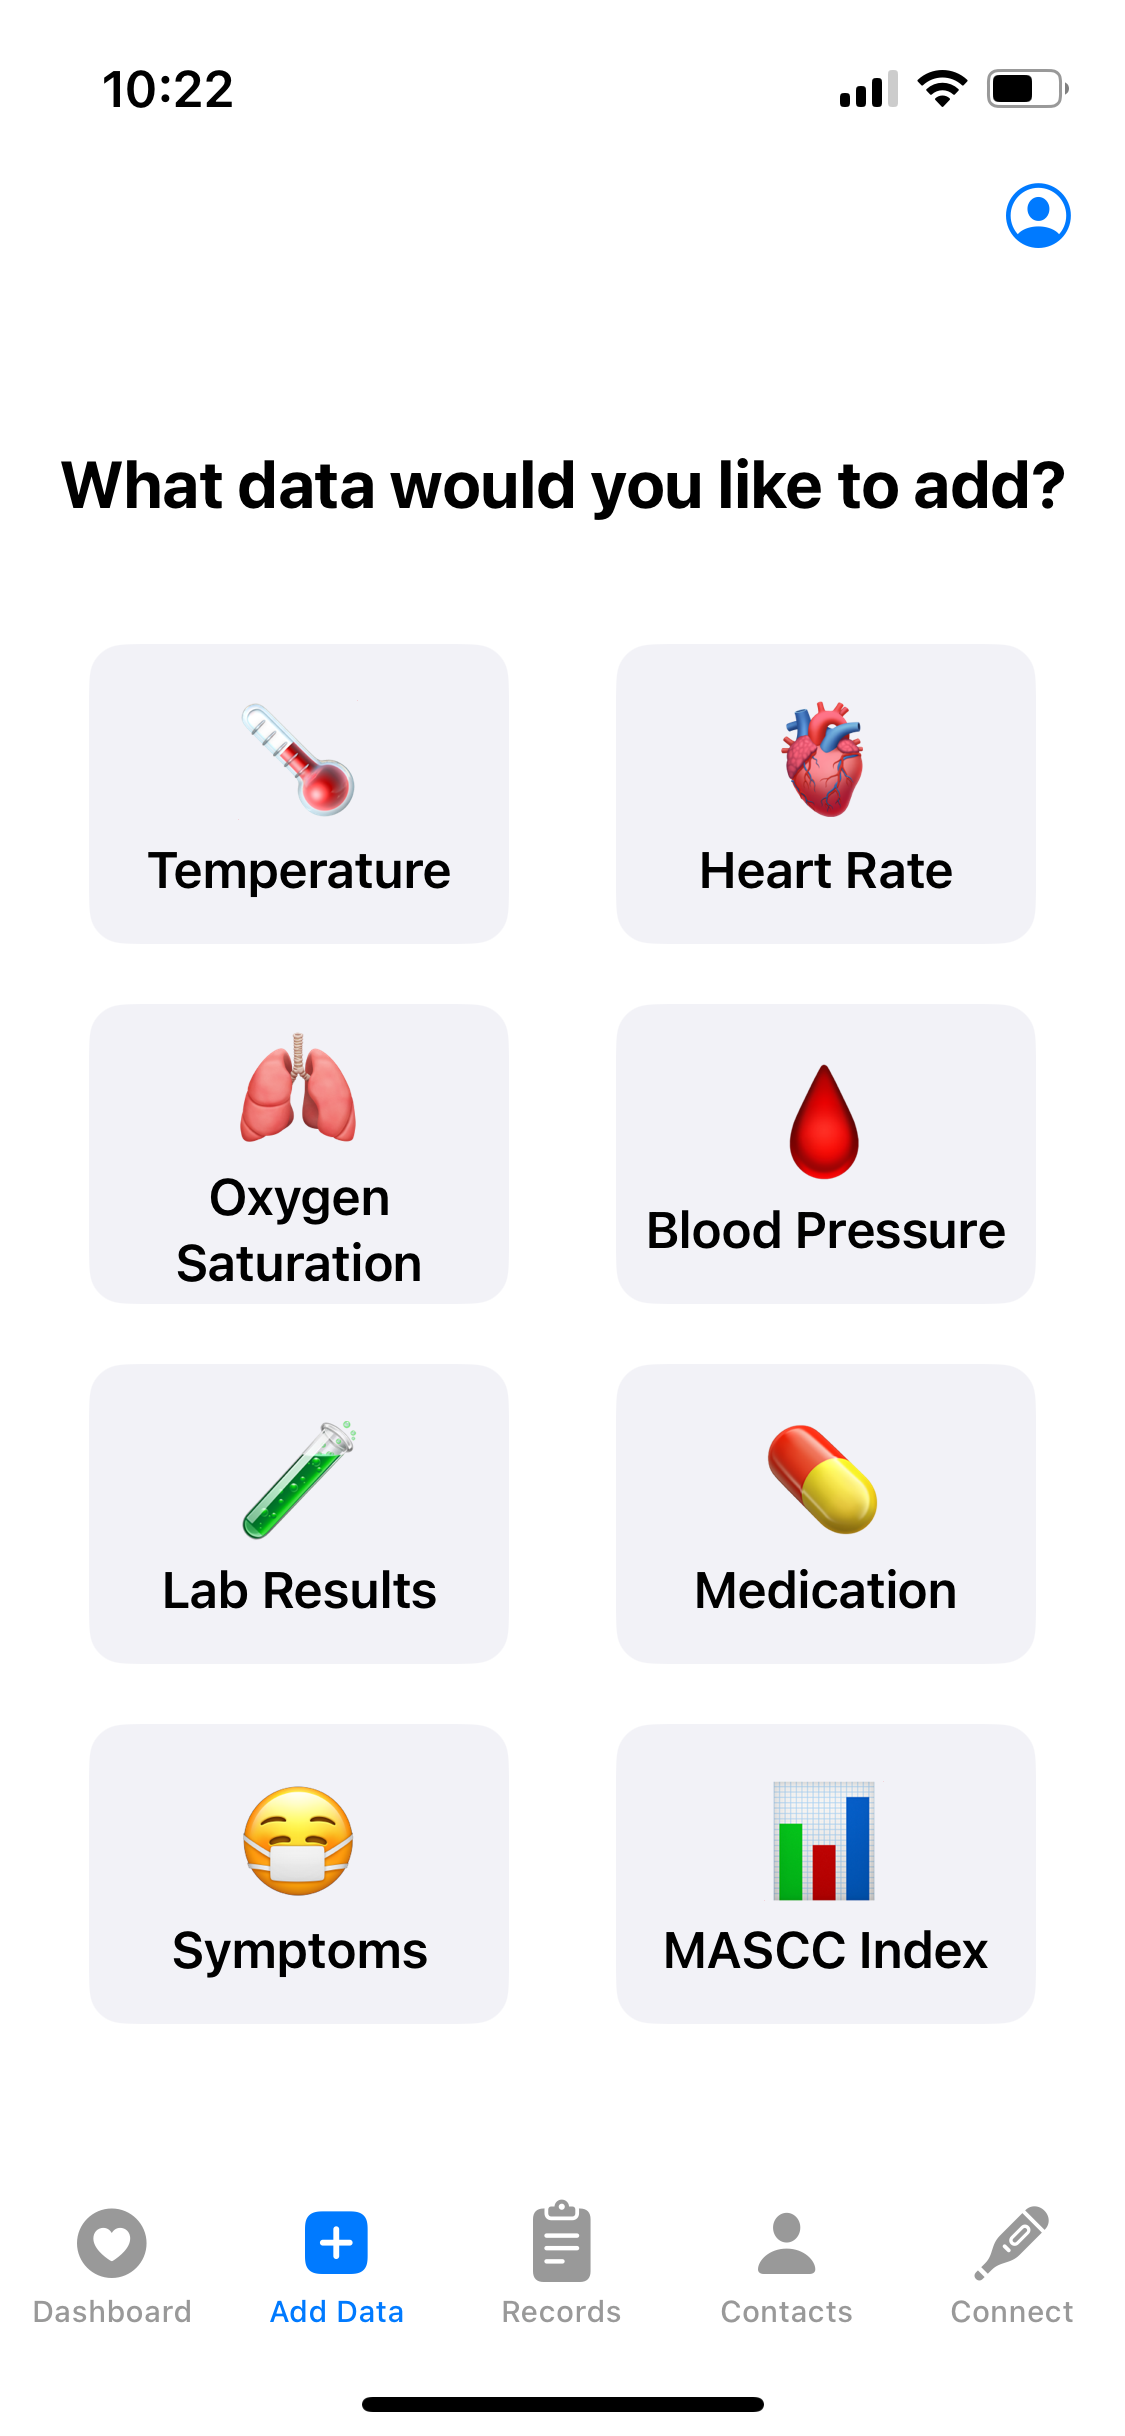 10:22
What data would you like to add?
Temperature
Heart Rate
Oxygen
Saturation
Blood Pressure
Lab Results
Medication
Symptoms
MASCC Index
Dashboard
Add Data
Records
Contacts
Connect